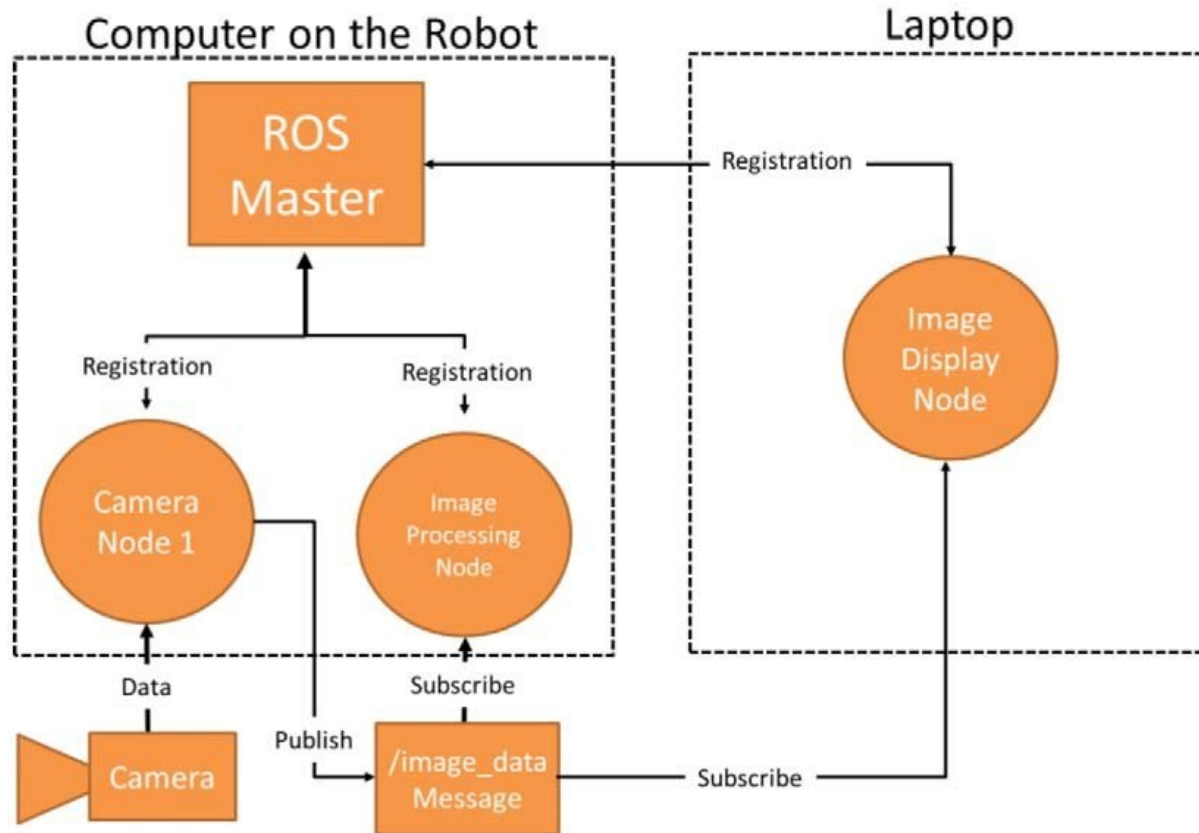 Computer on the Robot
Laptop
ROS
Master
Registration
Registration
Registration
Image
Display
Node
Camera
Node 1
Image
Processing
Node
Data
Subscribe
Publish
Camera
/image_data
Message
Subscribe